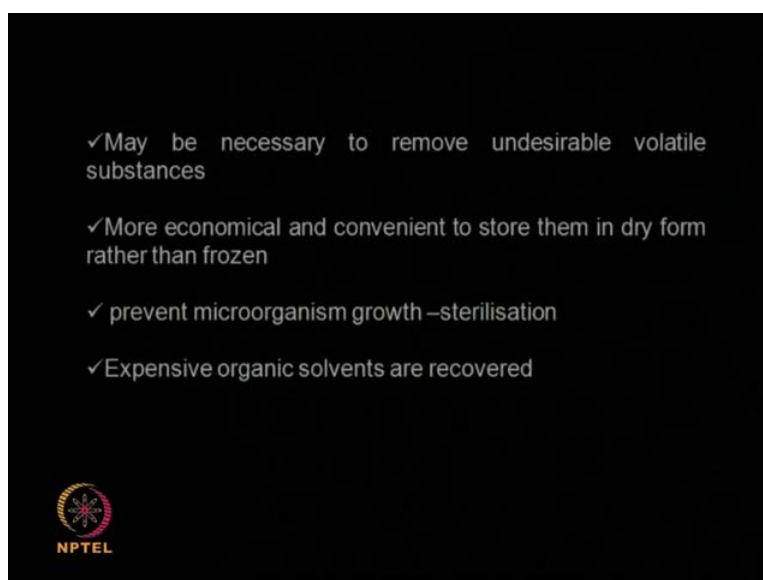 ✓May be necessary to remove undesirable volatile
substances
✓More economical and convenient to store them in dry form
rather than frozen
✓ prevent microorganism growth –sterilisation
✓Expensive organic solvents are recovered
NPTEL